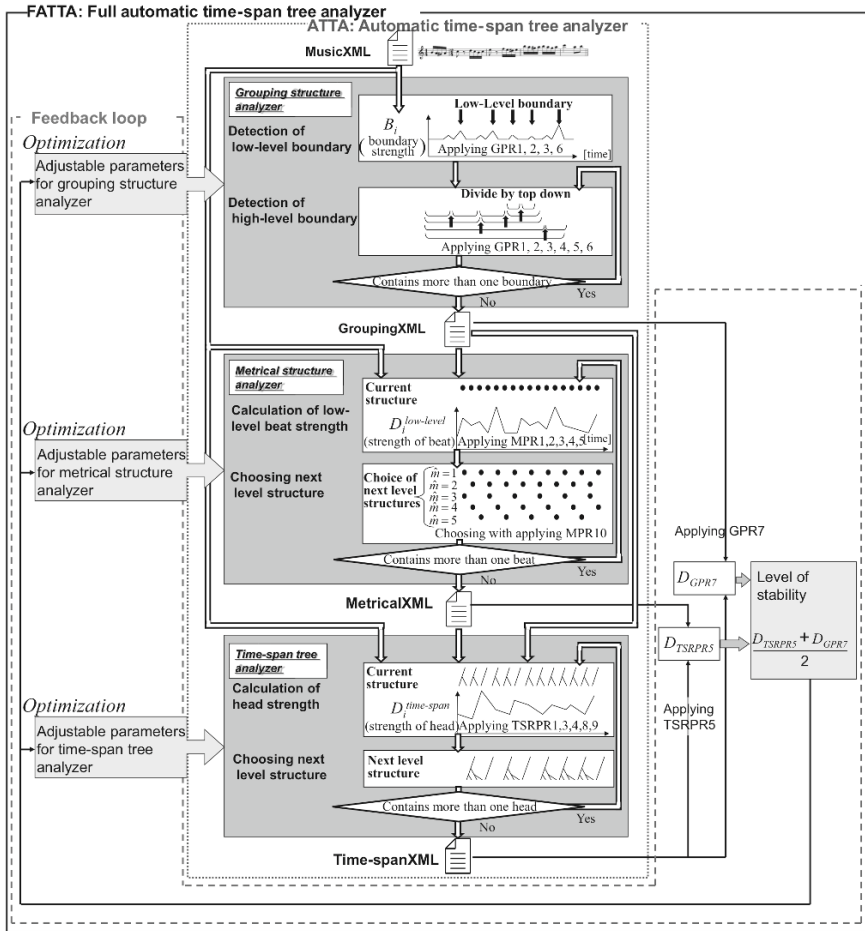 FATTA: Full automatic time-span tree analyzer
ATTA: Automatic time-span tree analyzer
MusicXML
Feedback loop
Optimization
Adjustable parameters
for grouping structure
analyzer
Grouping structure
analyzer
Detection of
low-level boundary
Low-Level boundary
B_i
( boundary
strength )
Applying GPR1, 2, 3, 6
[time]
Detection of
high-level boundary
Divide by top down
Applying GPR1, 2, 3, 4, 5, 6
Contains more than one boundary
No
Yes
GroupingXML
Optimization
Adjustable parameters
for metrical structure
analyzer
Metrical structure
analyzer
Calculation of low-
level beat strength
Current
structure
D_i^low-level
(strength of beat)
Applying MPR1,2,3,4,5
[time]
Choosing next
level structure
Choice of
next level
structures
m̂ = 1
m̂ = 2
m̂ = 3
m̂ = 4
m̂ = 5
Choosing with applying MPR10
Contains more than one beat
No
Yes
MetricalXML
Applying GPR7
D_GPR7
D_TSRPR5
Level of
stability
D_TSRPR5 + D_GPR7
2
Applying
TSRPR5
Optimization
Adjustable parameters
for time-span tree
analyzer
Time-span tree
analyzer
Calculation of
head strength
Current
structure
D_i^time-span
(strength of head)
Applying TSRPR1,3,4,8,9
Choosing next
level structure
Next level
structure
Contains more than one head
No
Yes
Time-spanXML